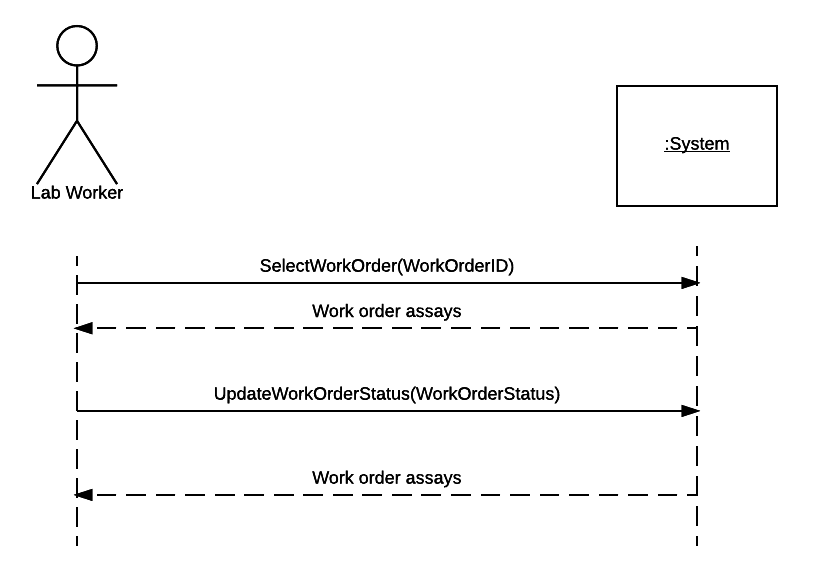 :System
Lab Worker
SelectWorkOrder(WorkOrderID)
Work order assays
UpdateWorkOrderStatus(WorkOrderStatus)
Work order assays